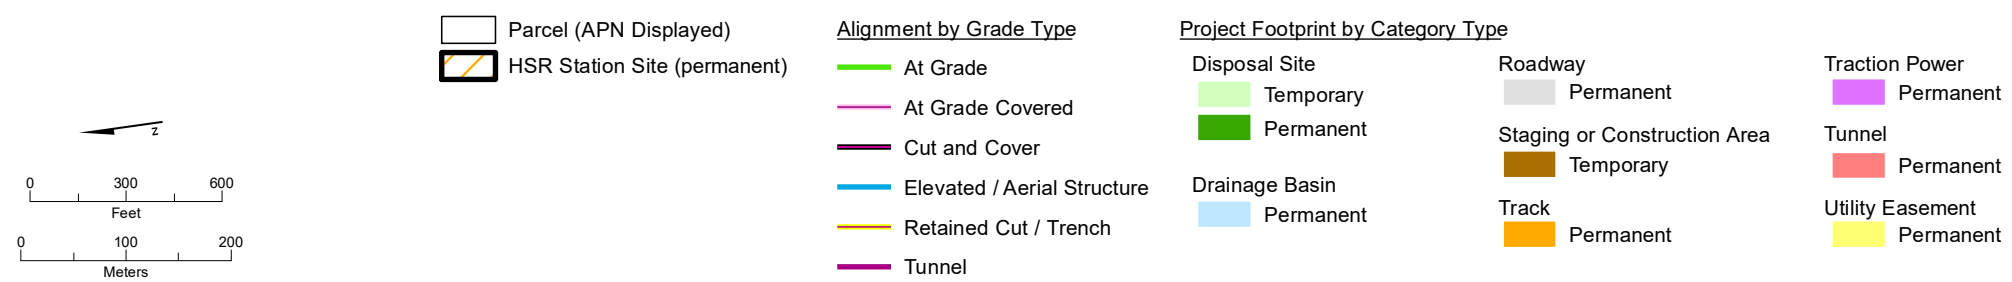 Parcel (APN Displayed)
HSR Station Site (permanent)
Z
0 300 600
Feet
0 100 200
Meters
Alignment by Grade Type
At Grade
At Grade Covered
Cut and Cover
Elevated / Aerial Structure
Retained Cut / Trench
Tunnel
Project Footprint by Category Type
Disposal Site
Temporary
Permanent
Drainage Basin
Permanent
Roadway
Permanent
Staging or Construction Area
Temporary
Track
Permanent
Traction Power
Permanent
Tunnel
Permanent
Utility Easement
Permanent